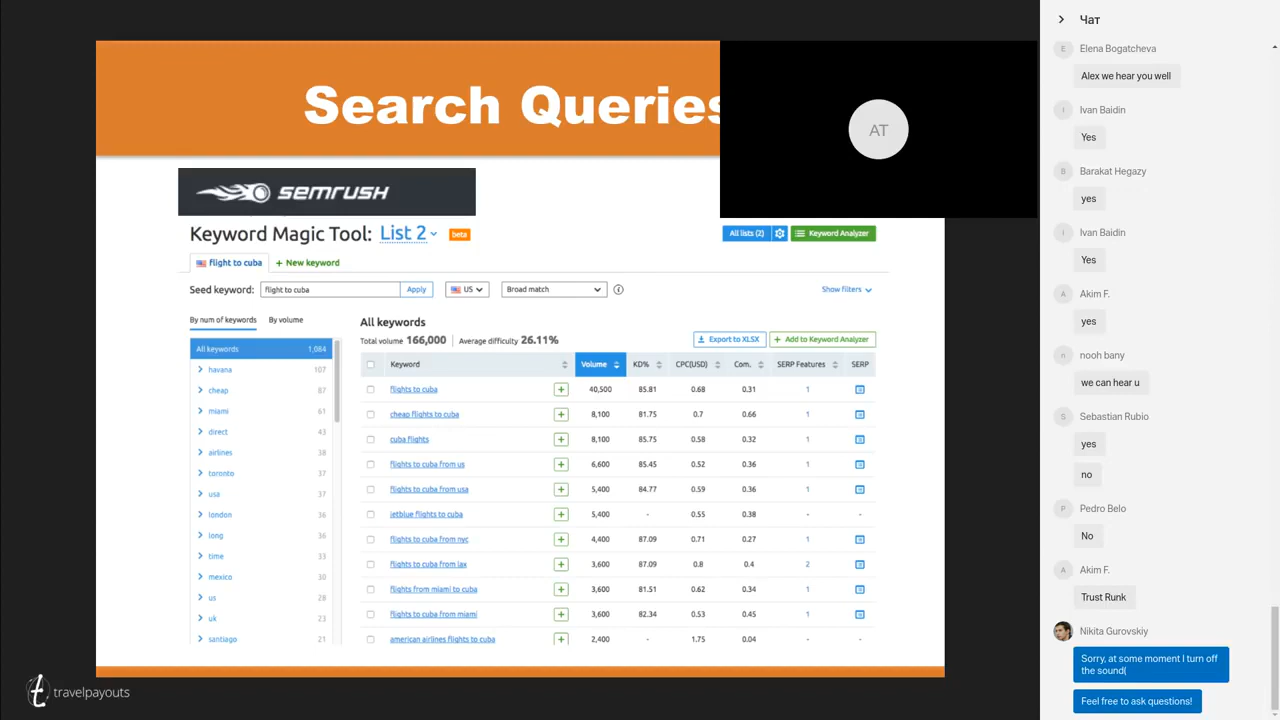 Search Queries
AT
SEMRUSH
Keyword Magic Tool: List 2 beta
All lists (2) Keyword Analyzer
flight to cuba + New keyword
Seed keyword: flight to cuba Apply US Broad match i Show filters
By num of keywords By volume
All keywords 1,084
havana 107
cheap 87
miami 61
direct 43
airlines 38
toronto 37
usa 37
london 36
long 36
time 33
mexico 30
us 28
uk 23
santiago 21
All keywords
Total volume 166,000 | Average difficulty 26.11% Export to XLSX + Add to Keyword Analyzer
Keyword Volume KD% CPC(USD) Com. SERP Features SERP
flights to cuba + 40,500 85.81 0.68 0.31 1
cheap flights to cuba + 8,100 81.75 0.7 0.66 1
cuba flights + 8,100 85.75 0.58 0.32 1
flights to cuba from us + 6,600 85.45 0.52 0.36 1
flights to cuba from usa + 5,400 84.77 0.59 0.36 1
jetblue flights to cuba + 5,400 - 0.55 0.38 - -
flights to cuba from nyc + 4,400 87.09 0.71 0.27 1
flights to cuba from lax + 3,600 87.09 0.8 0.4 2
flights from miami to cuba + 3,600 81.51 0.62 0.34 1
flights to cuba from miami + 3,600 82.34 0.53 0.45 1
american airlines flights to cuba + 2,400 - 1.75 0.04 - -
t travelpayouts
Чат
E Elena Bogatcheva
Alex we hear you well
I Ivan Baidin
Yes
B Barakat Hegazy
yes
I Ivan Baidin
Yes
A Akim F.
yes
n nooh bany
we can hear u
S Sebastian Rubio
yes
no
P Pedro Belo
No
A Akim F.
Trust Runk
Nikita Gurovskiy
Sorry, at some moment I turn off
the sound(
Feel free to ask questions!